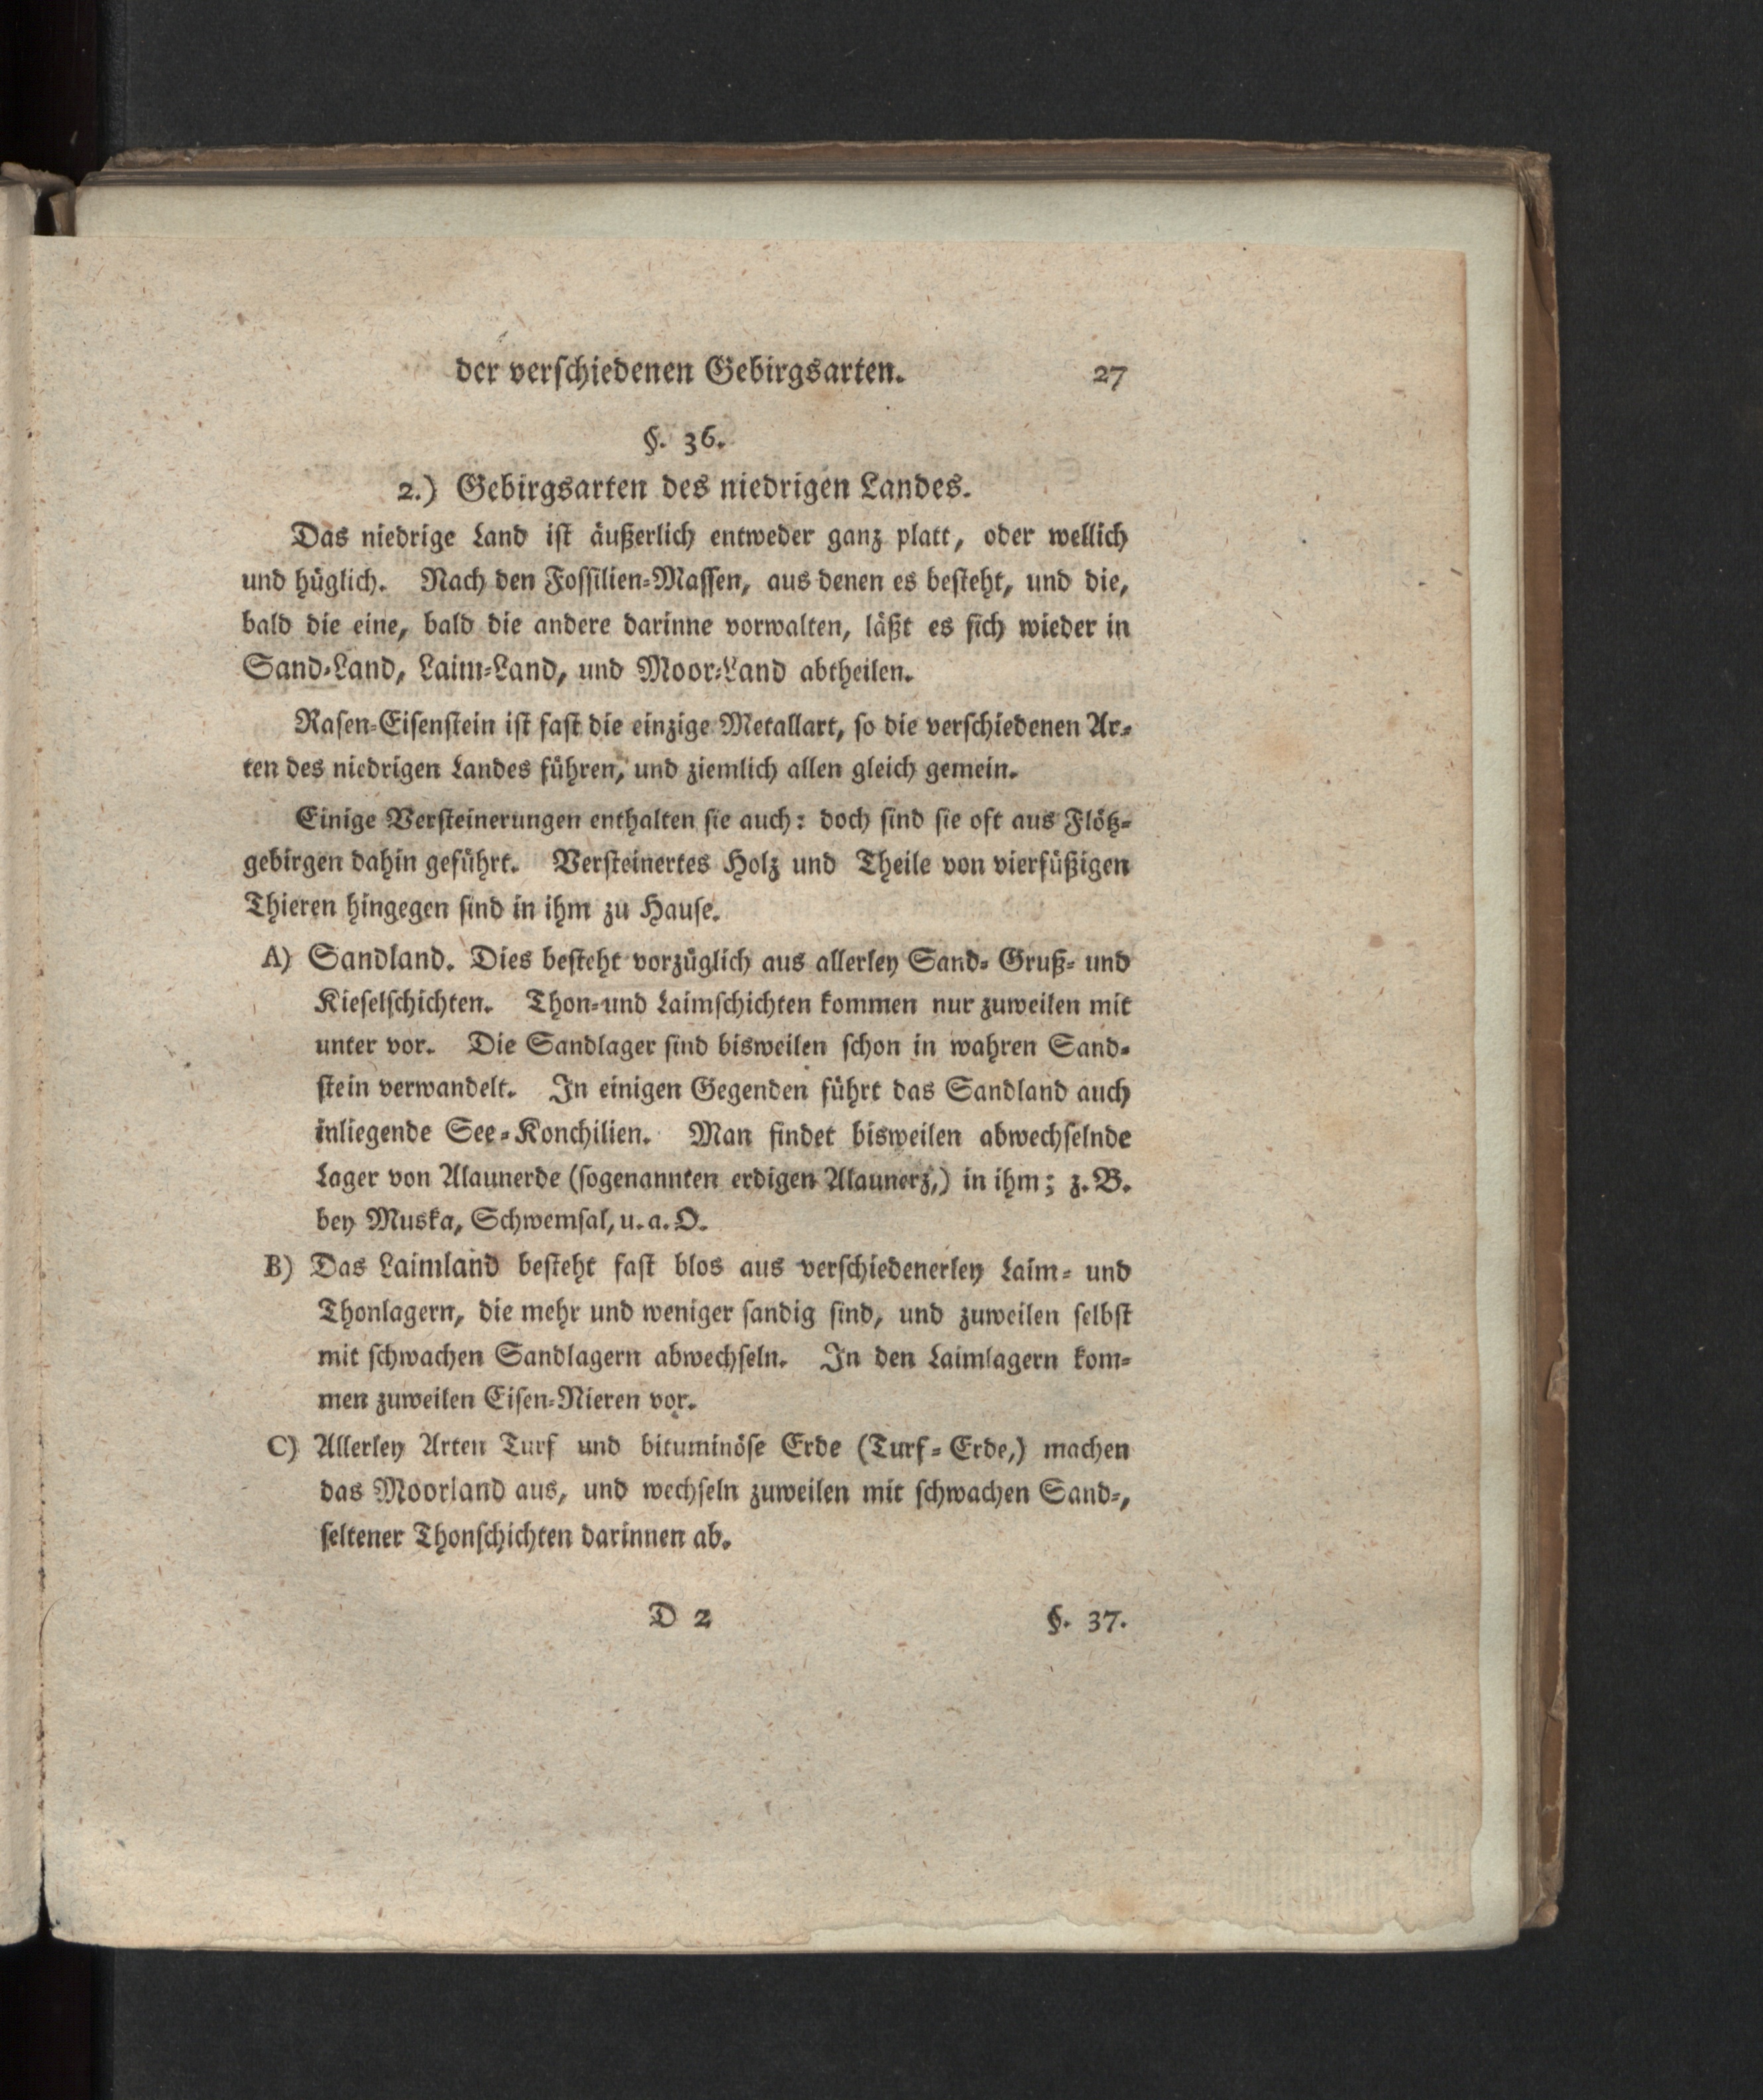 der verschiedenen Gebirgsarten. 27
§. 36.
2.) Gebirgsarten des niedrigen Landes.
Das niedrige Land ist äußerlich entweder ganz platt, oder wellich
und hüglich. Nach den Fossilien-Massen, aus denen es besteht, und die,
bald die eine, bald die andere darinne vorwalten, läßt es sich wieder in
Sand-Land, Laim-Land, und Moor-Land abtheilen.
Rasen-Eisenstein ist fast die einzige Metallart, so die verschiedenen Ar-
ten des niedrigen Landes führen, und ziemlich allen gleich gemein.
Einige Versteinerungen enthalten sie auch: doch sind sie oft aus Flötz-
gebirgen dahin geführt. Versteinertes Holz und Theile von vierfüßigen
Thieren hingegen sind in ihm zu Hause.
A) Sandland. Dies besteht vorzüglich aus allerley Sand- Gruß- und
Kieselschichten. Thon-und Laimschichten kommen nur zuweilen mit
unter vor. Die Sandlager sind bisweilen schon in wahren Sand-
stein verwandelt. In einigen Gegenden führt das Sandland auch
inliegende See-Konchilien. Man findet bisweilen abwechselnde
Lager von Alaunerde (sogenannten erdigen Alaunerz,) in ihm; z. B.
bey Muska, Schwemsal, u. a. O.
B) Das Laimland besteht fast blos aus verschiedenerley Laim- und
Thonlagern, die mehr und weniger sandig sind, und zuweilen selbst
mit schwachen Sandlagern abwechseln. In den Laimlagern kom-
men zuweilen Eisen-Nieren vor.
C) Allerley Arten Turf und bituminöse Erde (Turf-Erde,) machen
das Moorland aus, und wechseln zuweilen mit schwachen Sand-,
seltener Thonschichten darinnen ab.
D 2 §. 37.